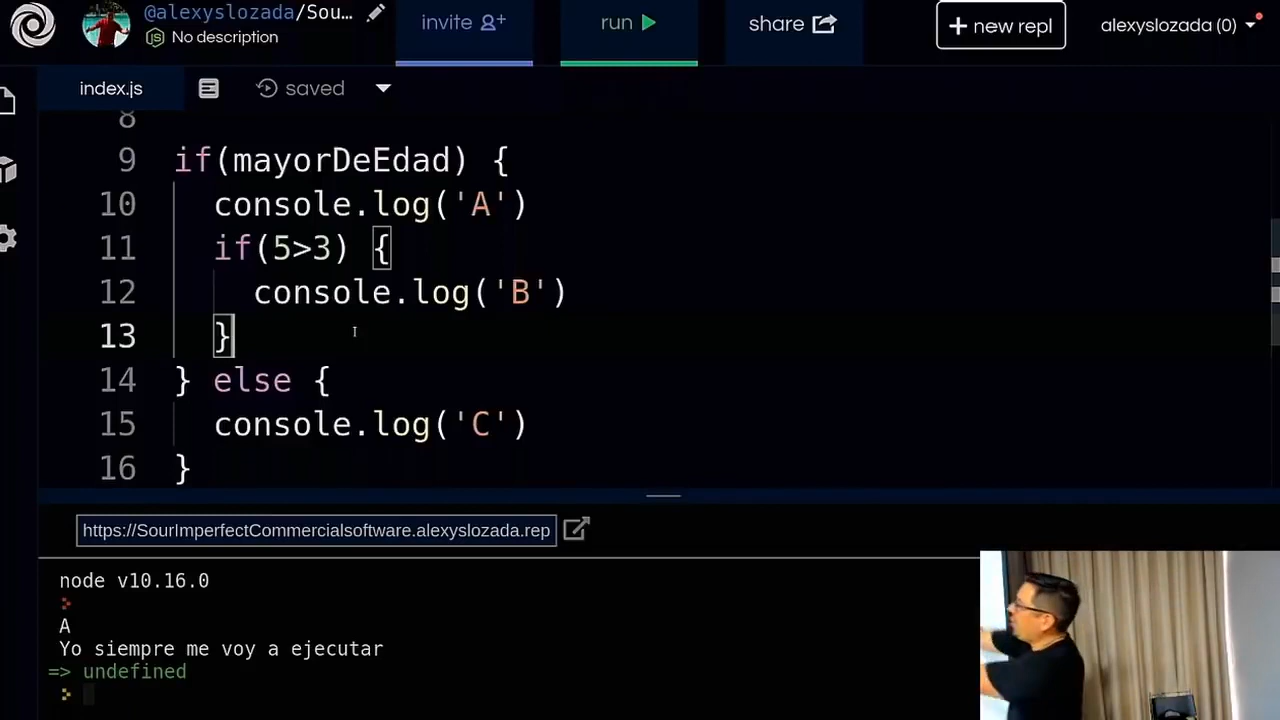 @alexyslozada/Sour…
No description
invite
run
share
+ new repl
alexyslozada (0)
index.js
saved
8
9 if(mayorDeEdad) {
10 console.log('A')
11 if(5>3) {
12 console.log('B')
13 }
14 } else {
15 console.log('C')
16 }
https://SourImperfectCommercialsoftware.alexyslozada.rep
node v10.16.0
>
A
Yo siempre me voy a ejecutar
=> undefined
>